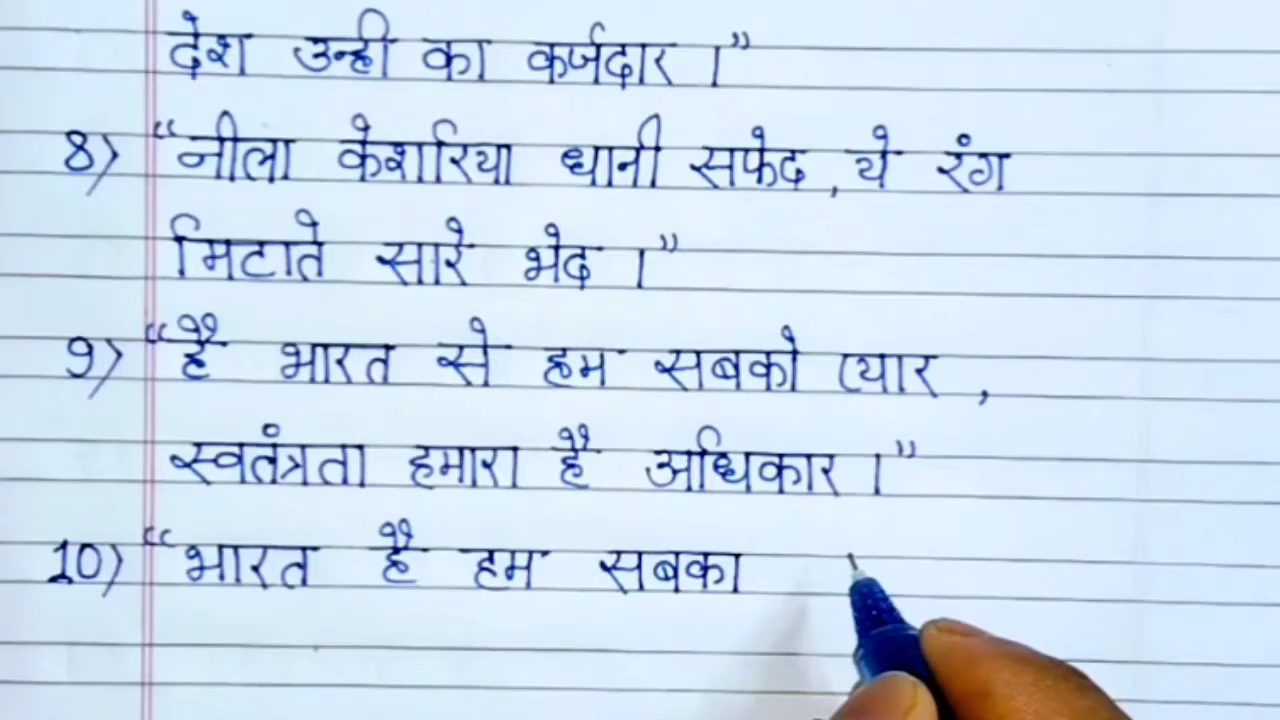 देश उन्ही का कर्जदार ।”
8) “नीला केशरिया धानी सफेद, ये रंग
मिटाते सारे भेद ।”
9) “है भारत से हम सबको प्यार ,
स्वतंत्रता हमारा है अधिकार ।”
10) “भारत है हम सबका